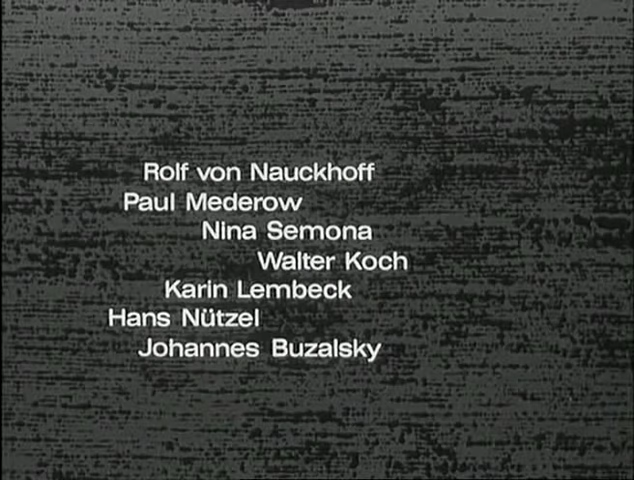 Rolf von Nauckhoff
Paul Mederow
Nina Semona
Walter Koch
Karin Lembeck
Hans Nützel
Johannes Buzalsky